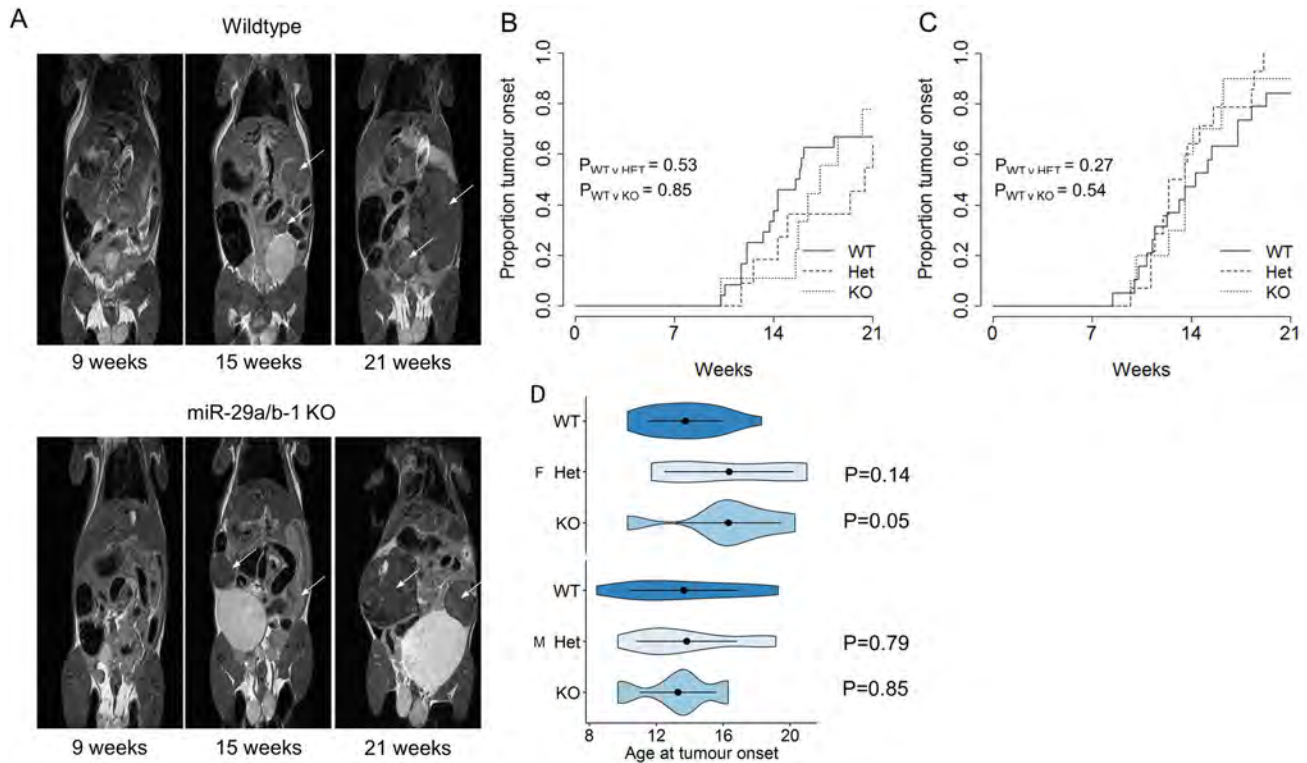 A
Wildtype
9 weeks
15 weeks
21 weeks
miR-29a/b-1 KO
9 weeks
15 weeks
21 weeks
B
Proportion tumour onset
1.0
0.8
0.6
0.4
0.2
0.0
P WT v HET = 0.53
P WT v KO = 0.85
WT
Het
KO
0 7 14 21
Weeks
C
Proportion tumour onset
1.0
0.8
0.6
0.4
0.2
0.0
P WT v HET = 0.27
P WT v KO = 0.54
WT
Het
KO
0 7 14 21
Weeks
D
WT
F Het P=0.14
KO P=0.05
WT
M Het P=0.79
KO P=0.85
8 12 16 20
Age at tumour onset